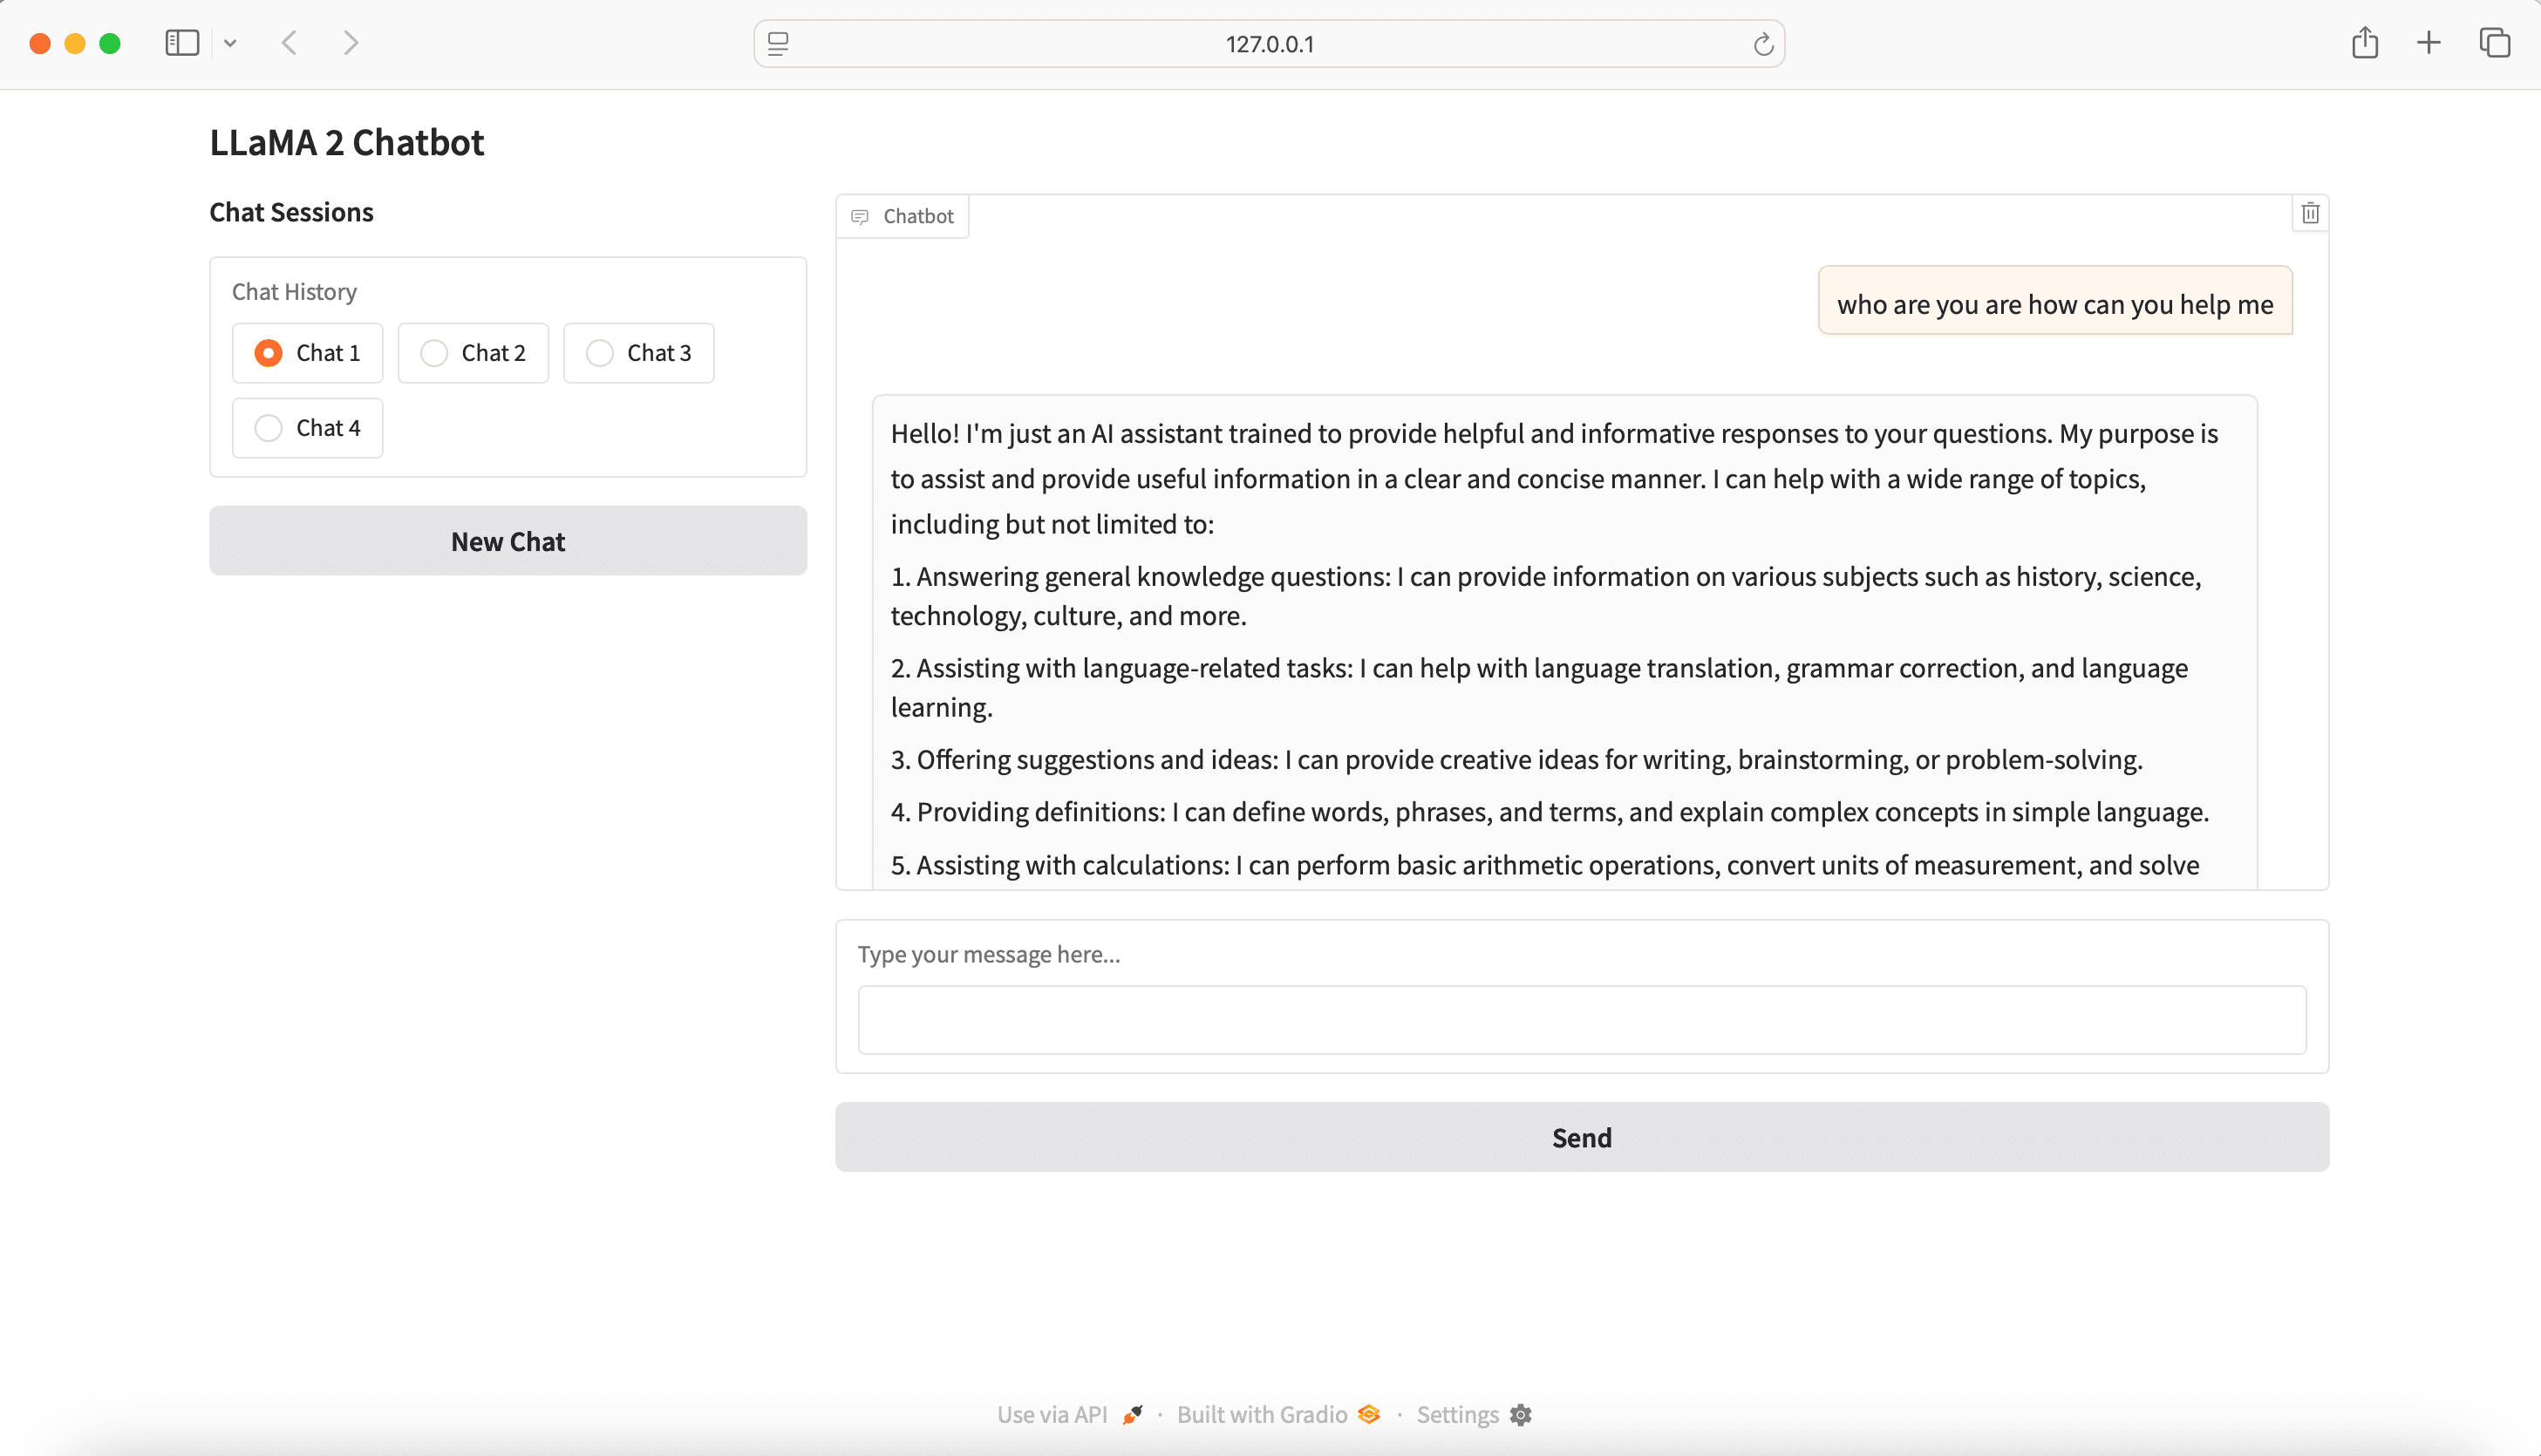 127.0.0.1
LLaMA 2 Chatbot
Chat Sessions
Chat History
Chat 1
Chat 2
Chat 3
Chat 4
New Chat
Chatbot
who are you are how can you help me
Hello! I'm just an AI assistant trained to provide helpful and informative responses to your questions. My purpose is
to assist and provide useful information in a clear and concise manner. I can help with a wide range of topics,
including but not limited to:
1. Answering general knowledge questions: I can provide information on various subjects such as history, science,
technology, culture, and more.
2. Assisting with language-related tasks: I can help with language translation, grammar correction, and language
learning.
3. Offering suggestions and ideas: I can provide creative ideas for writing, brainstorming, or problem-solving.
4. Providing definitions: I can define words, phrases, and terms, and explain complex concepts in simple language.
5. Assisting with calculations: I can perform basic arithmetic operations, convert units of measurement, and solve
Type your message here...
Send
Use via API · Built with Gradio · Settings